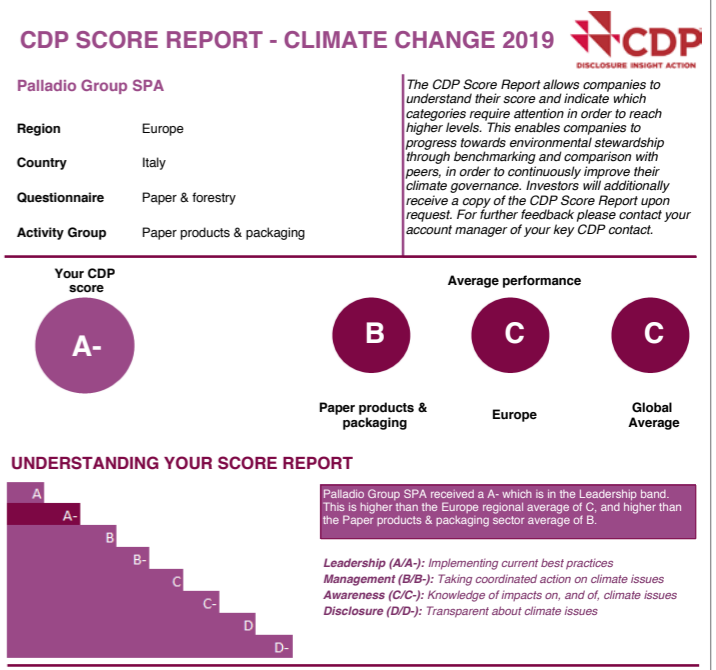 CDP SCORE REPORT - CLIMATE CHANGE 2019
CDP
DISCLOSURE INSIGHT ACTION
Palladio Group SPA
Region Europe
Country Italy
Questionnaire Paper & forestry
Activity Group Paper products & packaging
The CDP Score Report allows companies to
understand their score and indicate which
categories require attention in order to reach
higher levels. This enables companies to
progress towards environmental stewardship
through benchmarking and comparison with
peers, in order to continuously improve their
climate governance. Investors will additionally
receive a copy of the CDP Score Report upon
request. For further feedback please contact your
account manager of your key CDP contact.
Your CDP
score
A-
Average performance
B
C
C
Paper products &
packaging
Europe
Global
Average
UNDERSTANDING YOUR SCORE REPORT
A
A-
B
B-
C
C-
D
D-
Palladio Group SPA received a A- which is in the Leadership band.
This is higher than the Europe regional average of C, and higher than
the Paper products & packaging sector average of B.
Leadership (A/A-): Implementing current best practices
Management (B/B-): Taking coordinated action on climate issues
Awareness (C/C-): Knowledge of impacts on, and of, climate issues
Disclosure (D/D-): Transparent about climate issues